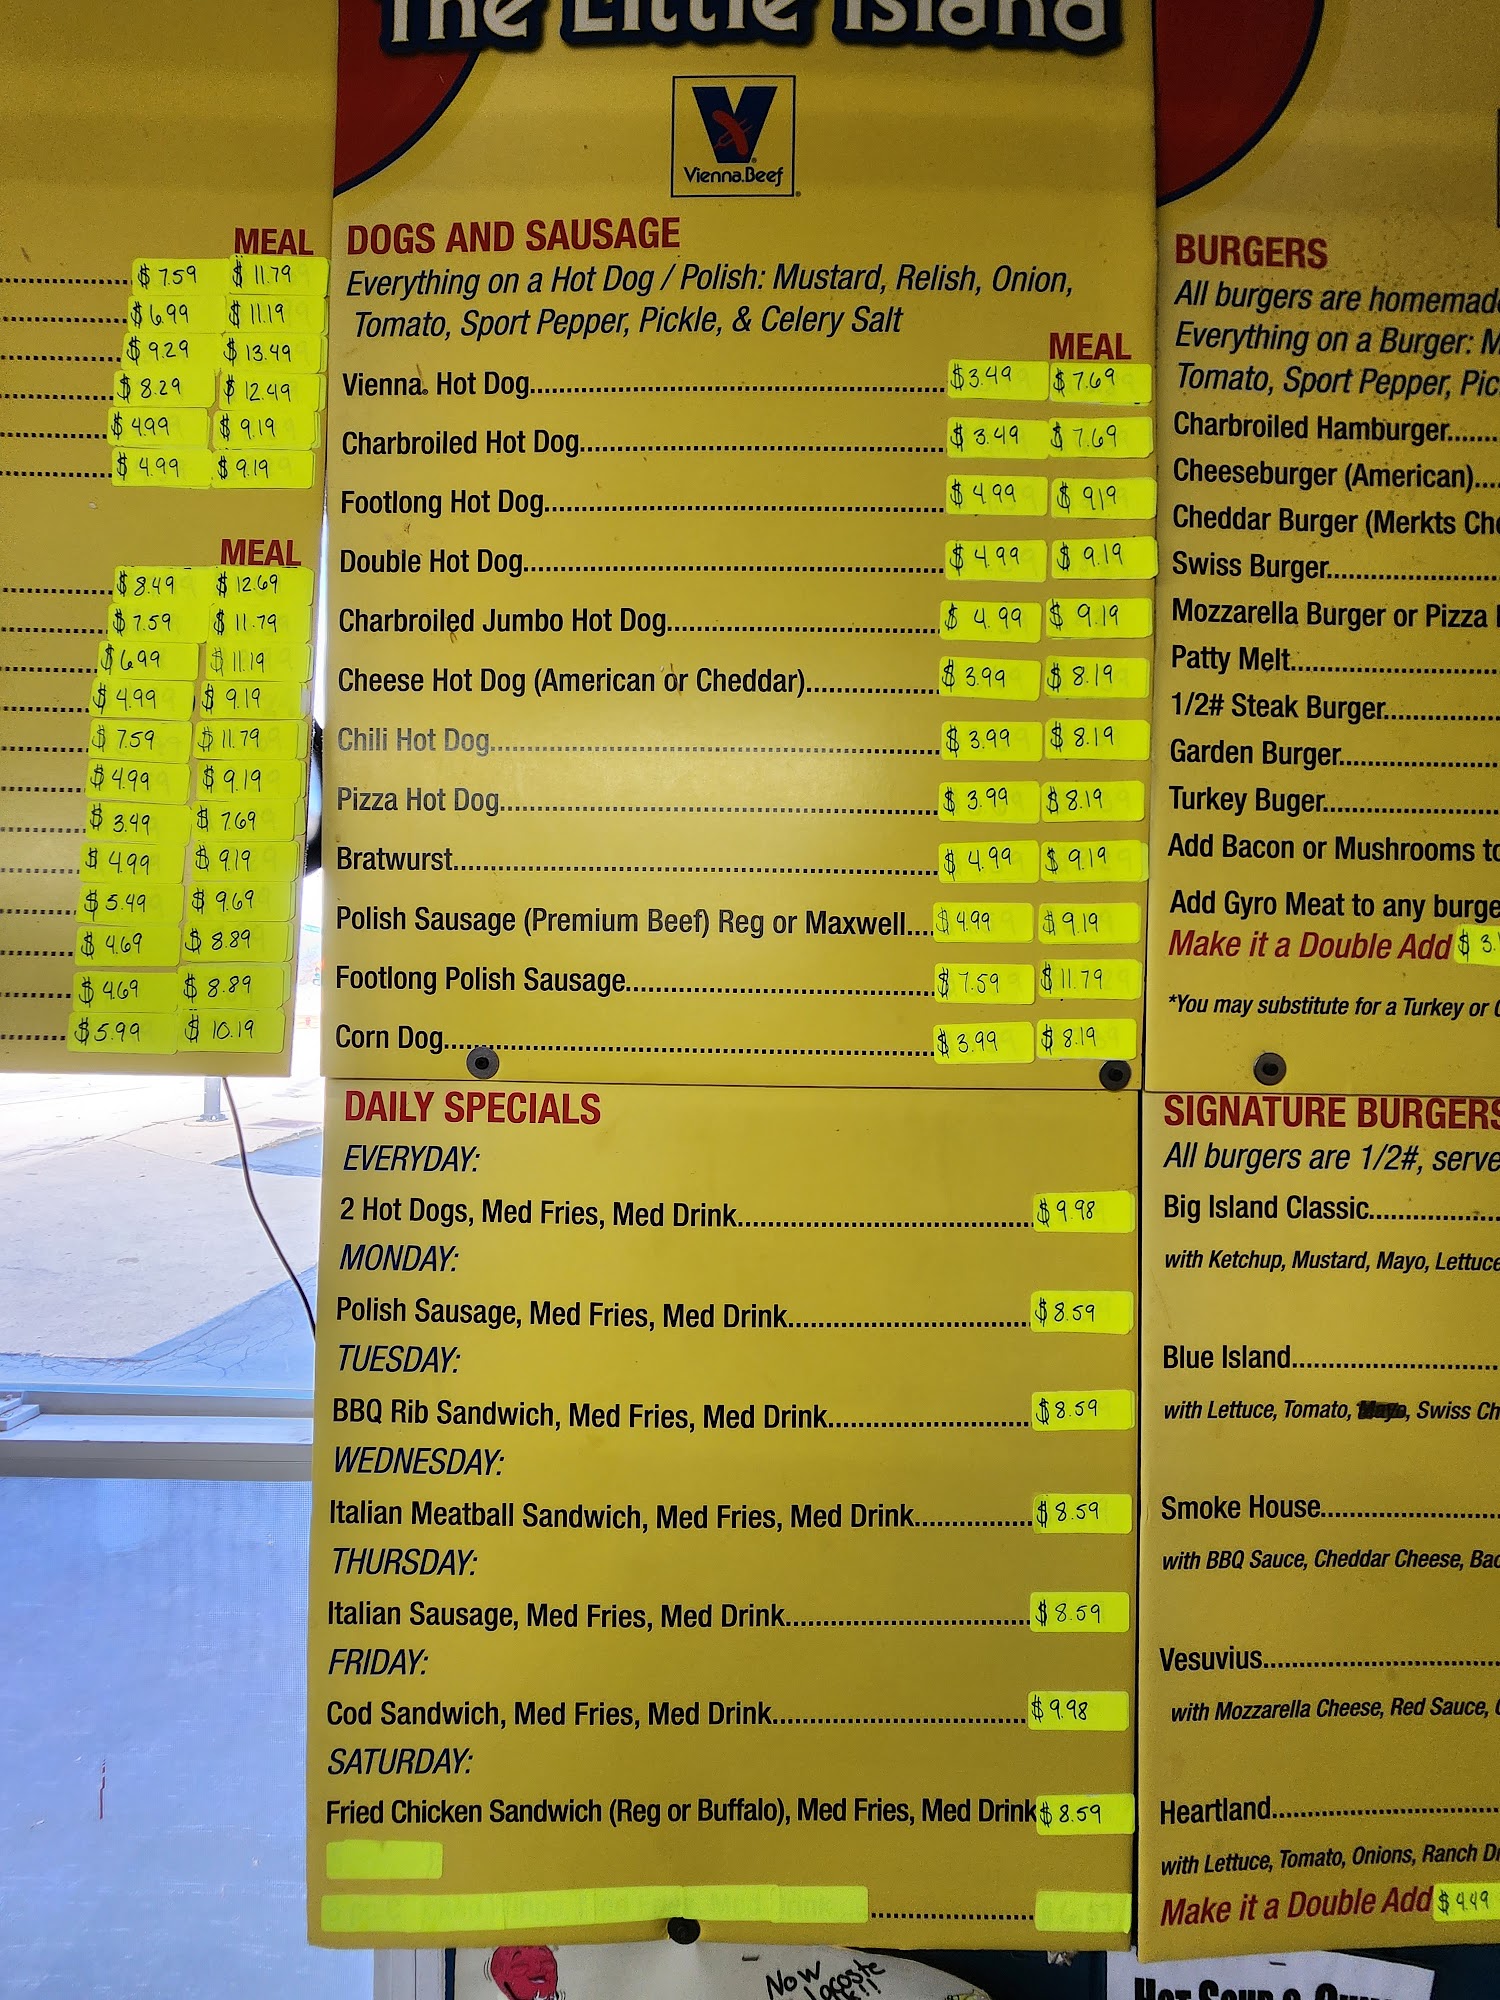 The Little Island
Vienna Beef
MEAL
$7.59 $11.79
$6.99 $11.19
$9.29 $13.49
$8.29 $12.49
$4.99 $9.19
$4.99 $9.19
MEAL
$8.49 $12.69
$7.59 $11.79
$6.99 $11.19
$4.99 $9.19
$7.59 $11.79
$4.99 $9.19
$3.49 $7.69
$4.99 $9.19
$5.49 $9.69
$4.69 $8.89
$4.69 $8.89
$5.99 $10.19
DOGS AND SAUSAGE
Everything on a Hot Dog / Polish: Mustard, Relish, Onion,
Tomato, Sport Pepper, Pickle, & Celery Salt
MEAL
Vienna® Hot Dog $3.49 $7.69
Charbroiled Hot Dog $3.49 $7.69
Footlong Hot Dog $4.99 $9.19
Double Hot Dog $4.99 $9.19
Charbroiled Jumbo Hot Dog $4.99 $9.19
Cheese Hot Dog (American or Cheddar) $3.99 $8.19
Chili Hot Dog $3.99 $8.19
Pizza Hot Dog $3.99 $8.19
Bratwurst $4.99 $9.19
Polish Sausage (Premium Beef) Reg or Maxwell $4.99 $9.19
Footlong Polish Sausage $7.59 $11.79
Corn Dog $3.99 $8.19
DAILY SPECIALS
EVERYDAY:
2 Hot Dogs, Med Fries, Med Drink $9.98
MONDAY:
Polish Sausage, Med Fries, Med Drink $8.59
TUESDAY:
BBQ Rib Sandwich, Med Fries, Med Drink $8.59
WEDNESDAY:
Italian Meatball Sandwich, Med Fries, Med Drink $8.59
THURSDAY:
Italian Sausage, Med Fries, Med Drink $8.59
FRIDAY:
Cod Sandwich, Med Fries, Med Drink $9.98
SATURDAY:
Fried Chicken Sandwich (Reg or Buffalo), Med Fries, Med Drink $8.59
BURGERS
All burgers are homemad
Everything on a Burger: M
Tomato, Sport Pepper, Pic
Charbroiled Hamburger
Cheeseburger (American)
Cheddar Burger (Merkts Che
Swiss Burger
Mozzarella Burger or Pizza
Patty Melt
1/2# Steak Burger
Garden Burger
Turkey Buger
Add Bacon or Mushrooms to
Add Gyro Meat to any burge
Make it a Double Add $3.
*You may substitute for a Turkey or
SIGNATURE BURGERS
All burgers are 1/2#, serve
Big Island Classic
with Ketchup, Mustard, Mayo, Lettuce
Blue Island
with Lettuce, Tomato, Mayo, Swiss Ch
Smoke House
with BBQ Sauce, Cheddar Cheese, Bac
Vesuvius
with Mozzarella Cheese, Red Sauce,
Heartland
with Lettuce, Tomato, Onions, Ranch D
Make it a Double Add $4.49
Now